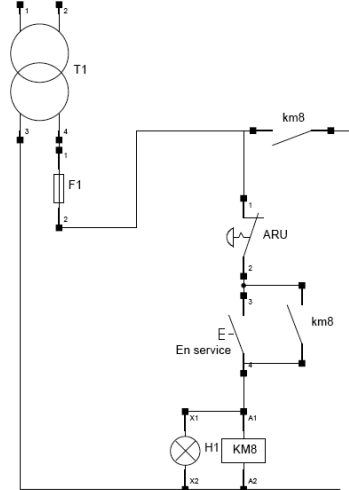 1 2
T1
3 4
1
F1
2
km8
1
ARU
2
3
km8
En service
4
X1 A1
H1 KM8
X2 A2